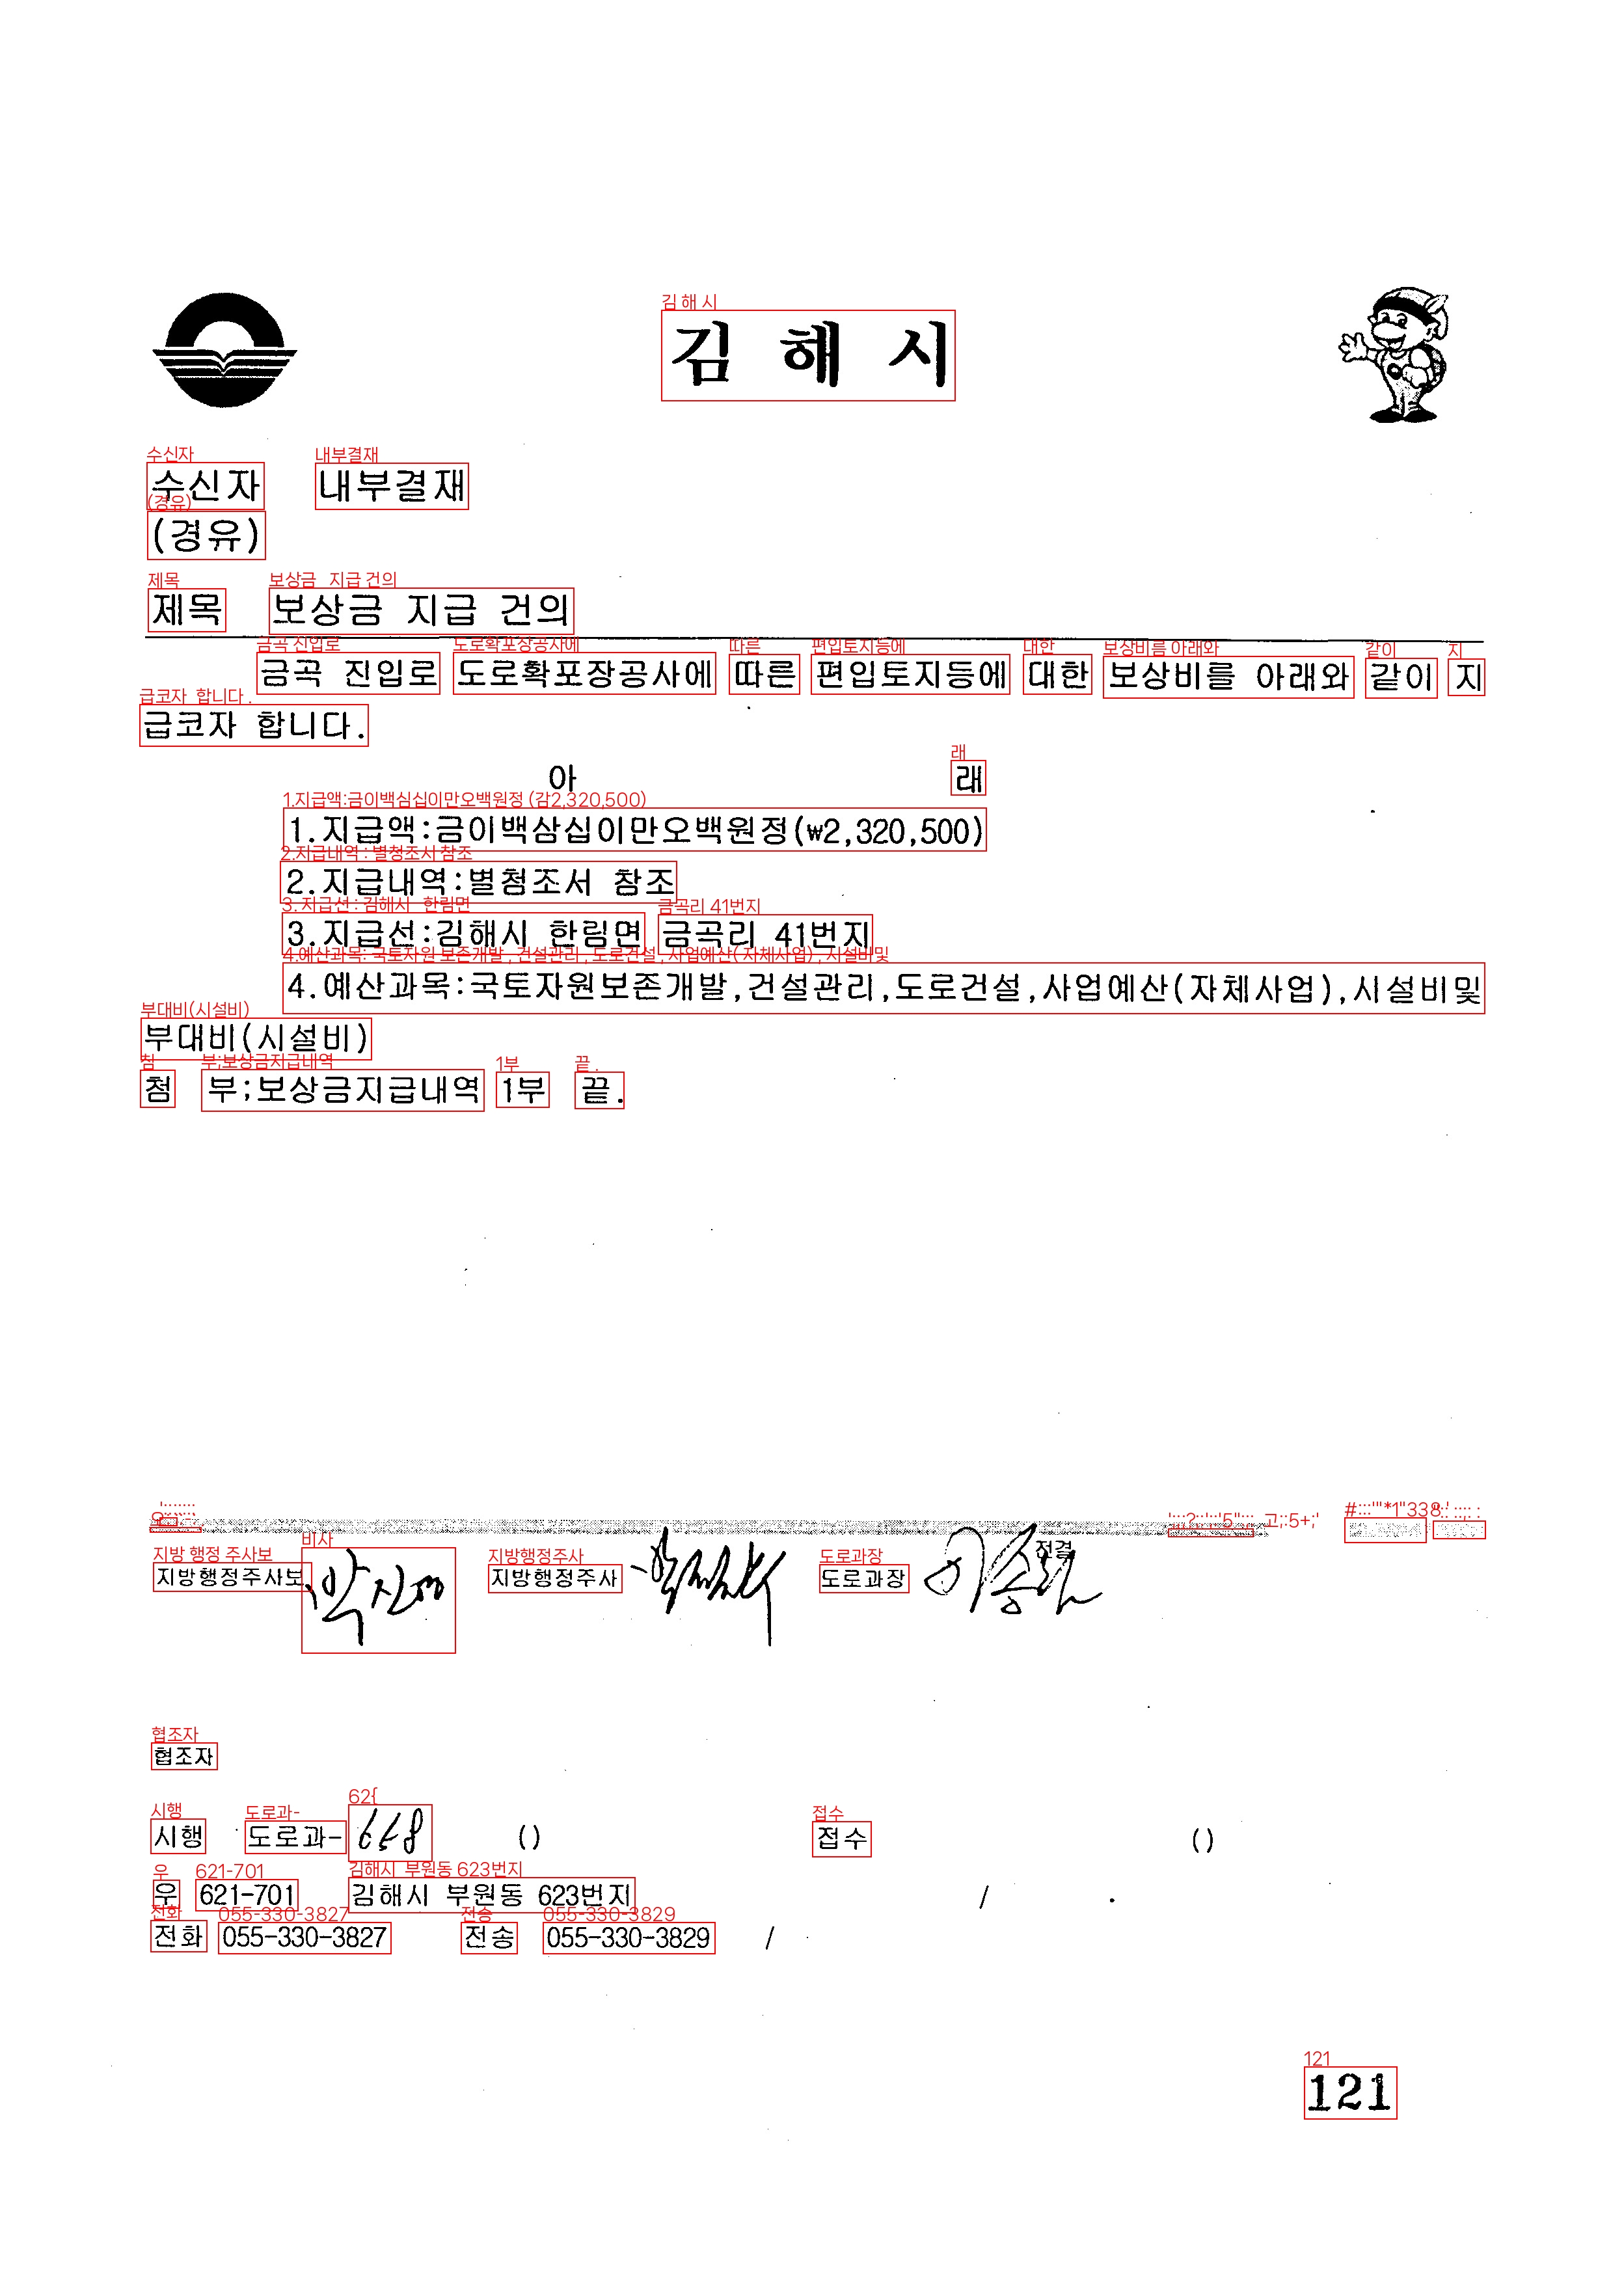 김 해 시
수신자 내부결재
(경유)
제목 보상금 지급 건의
금곡 진입로 도로확포장공사에 따른 편입토지등에 대한 보상비를 아래와 같이 지
급코자 합니다.
아 래
1.지급액:금이백삼십이만오백원정(₩2,320,500)
2.지급내역:별첨조서 참조
3.지급선:김해시 한림면 금곡리 41번지
4.예산과목:국토자원보존개발,건설관리,도로건설,사업예산(자체사업),시설비및
부대비(시설비)
첨 부;보상금지급내역 1부 끝.
전결
지방행정주사보 지방행정주사 도로과장
협조자
시행 도로과-668 () 접수 ()
우 621-701 김해시 부원동 623번지 /
전화 055-330-3827 전송 055-330-3829 /
121